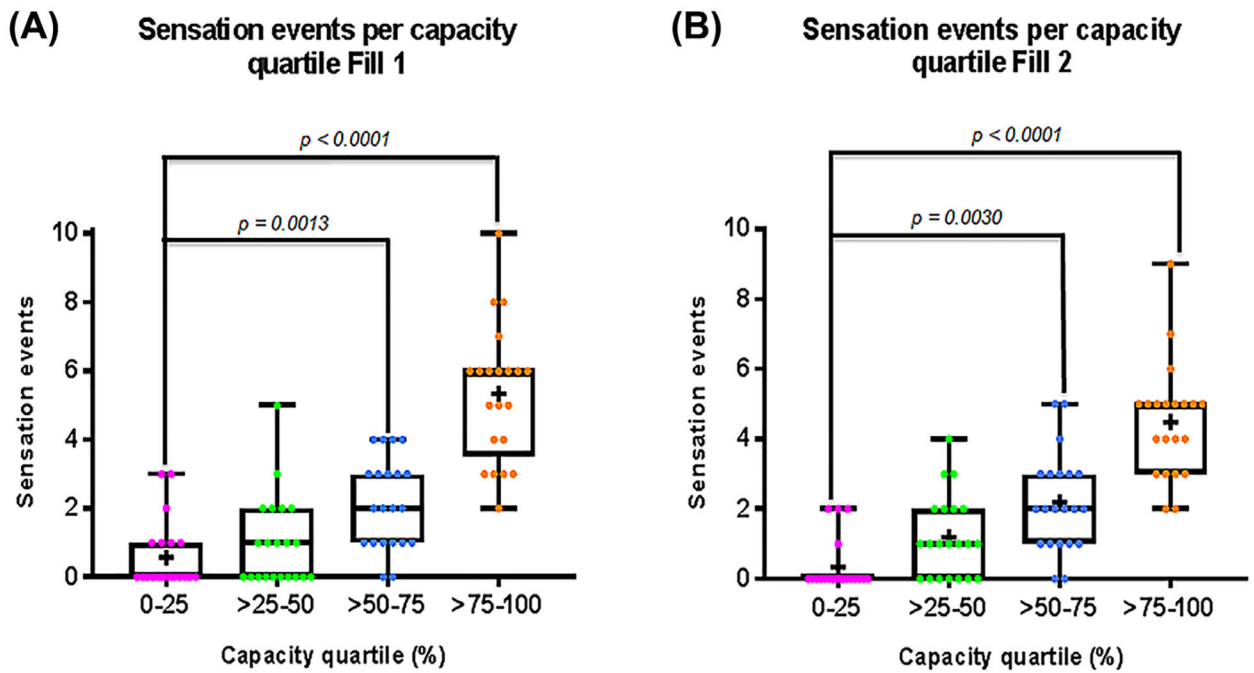 (A)
Sensation events per capacity
quartile Fill 1
p < 0.0001
p = 0.0013
10
8
6
4
2
0
Sensation events
0-25 >25-50 >50-75 >75-100
Capacity quartile (%)
(B)
Sensation events per capacity
quartile Fill 2
p < 0.0001
p = 0.0030
10
8
6
4
2
0
Sensation events
0-25 >25-50 >50-75 >75-100
Capacity quartile (%)